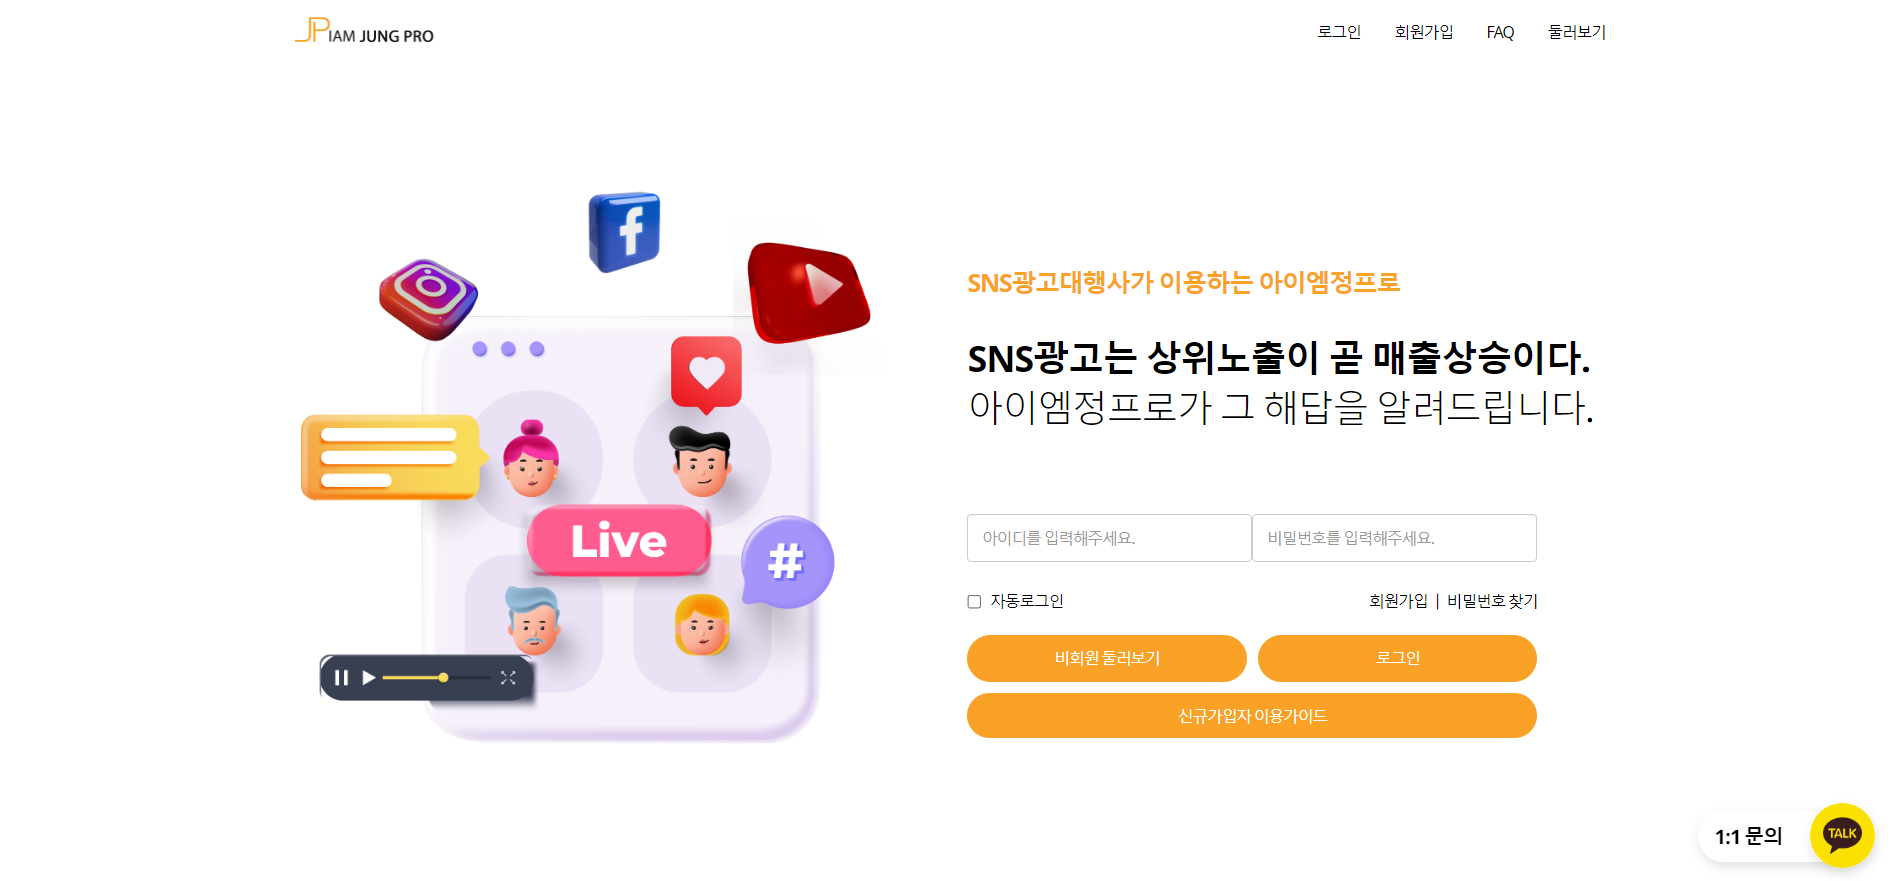 JP IAM JUNG PRO
로그인 회원가입 FAQ 둘러보기
SNS광고대행사가 이용하는 아이엠정프로
SNS광고는 상위노출이 곧 매출상승이다.
아이엠정프로가 그 해답을 알려드립니다.
Live
#
아이디를 입력해주세요. 비밀번호를 입력해주세요.
자동로그인 회원가입 | 비밀번호 찾기
비회원 둘러보기 로그인
신규가입자 이용가이드
1:1 문의 TALK